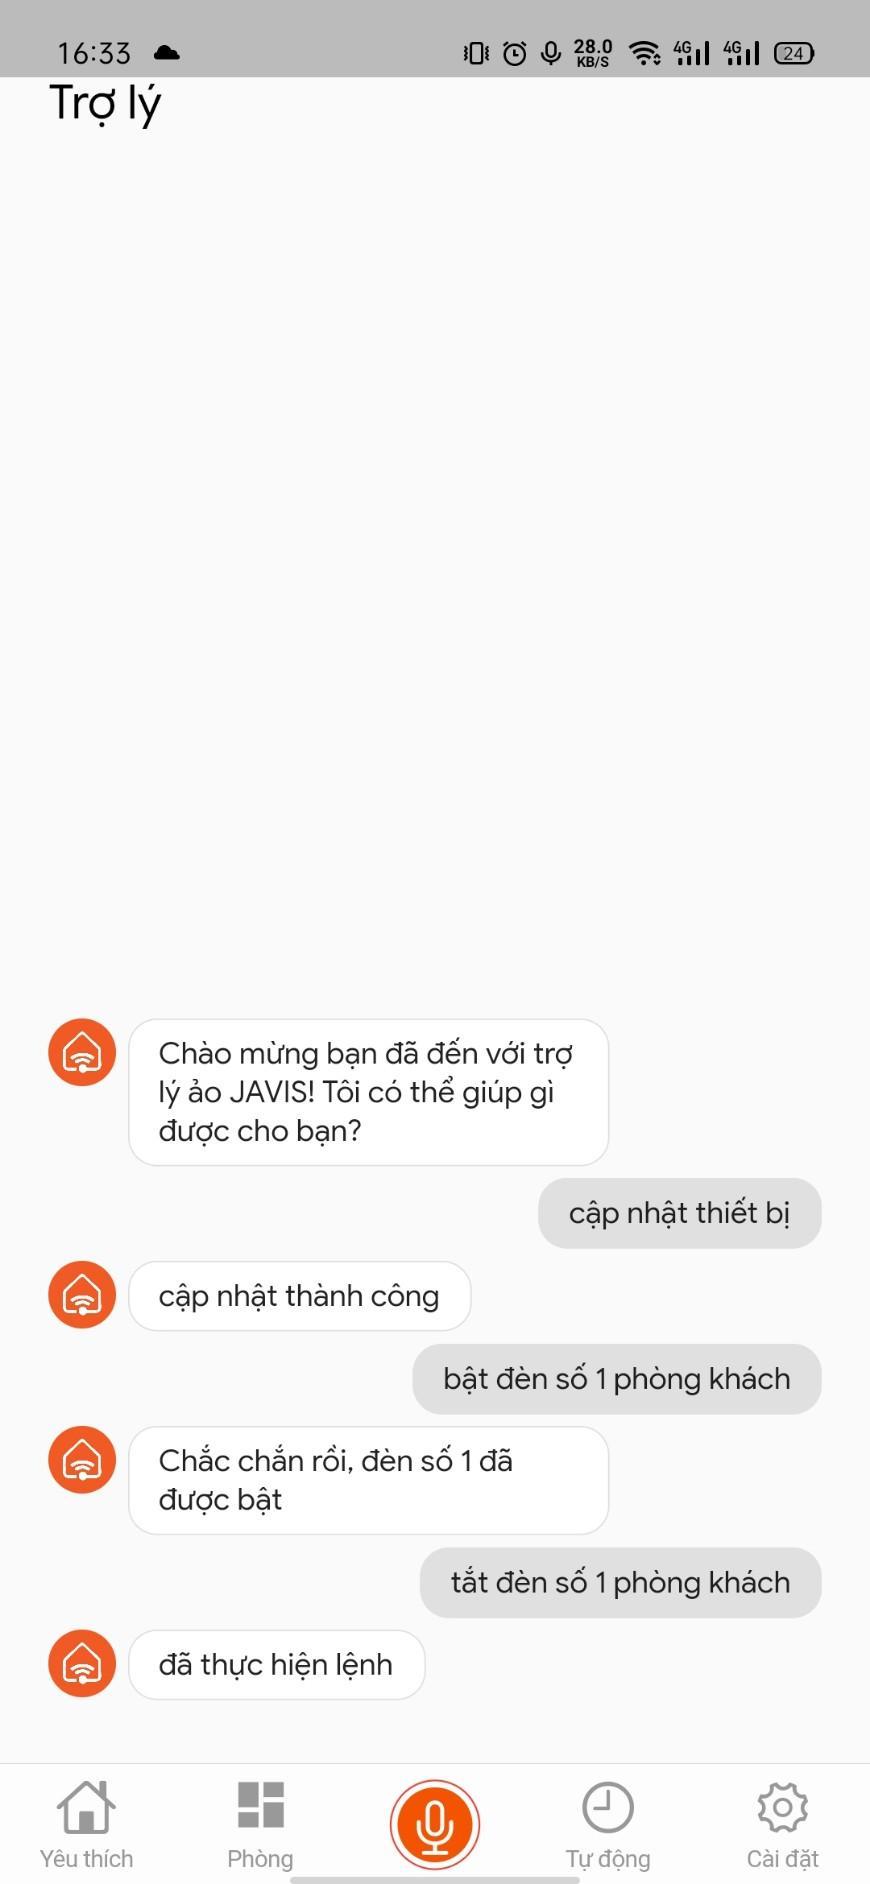 16:33
28.0
KB/S
4G
4G
24
Trợ lý
Chào mừng bạn đã đến với trợ
lý ảo JAVIS! Tôi có thể giúp gì
được cho bạn?
cập nhật thiết bị
cập nhật thành công
bật đèn số 1 phòng khách
Chắc chắn rồi, đèn số 1 đã
được bật
tắt đèn số 1 phòng khách
đã thực hiện lệnh
Yêu thích
Phòng
Tự động
Cài đặt